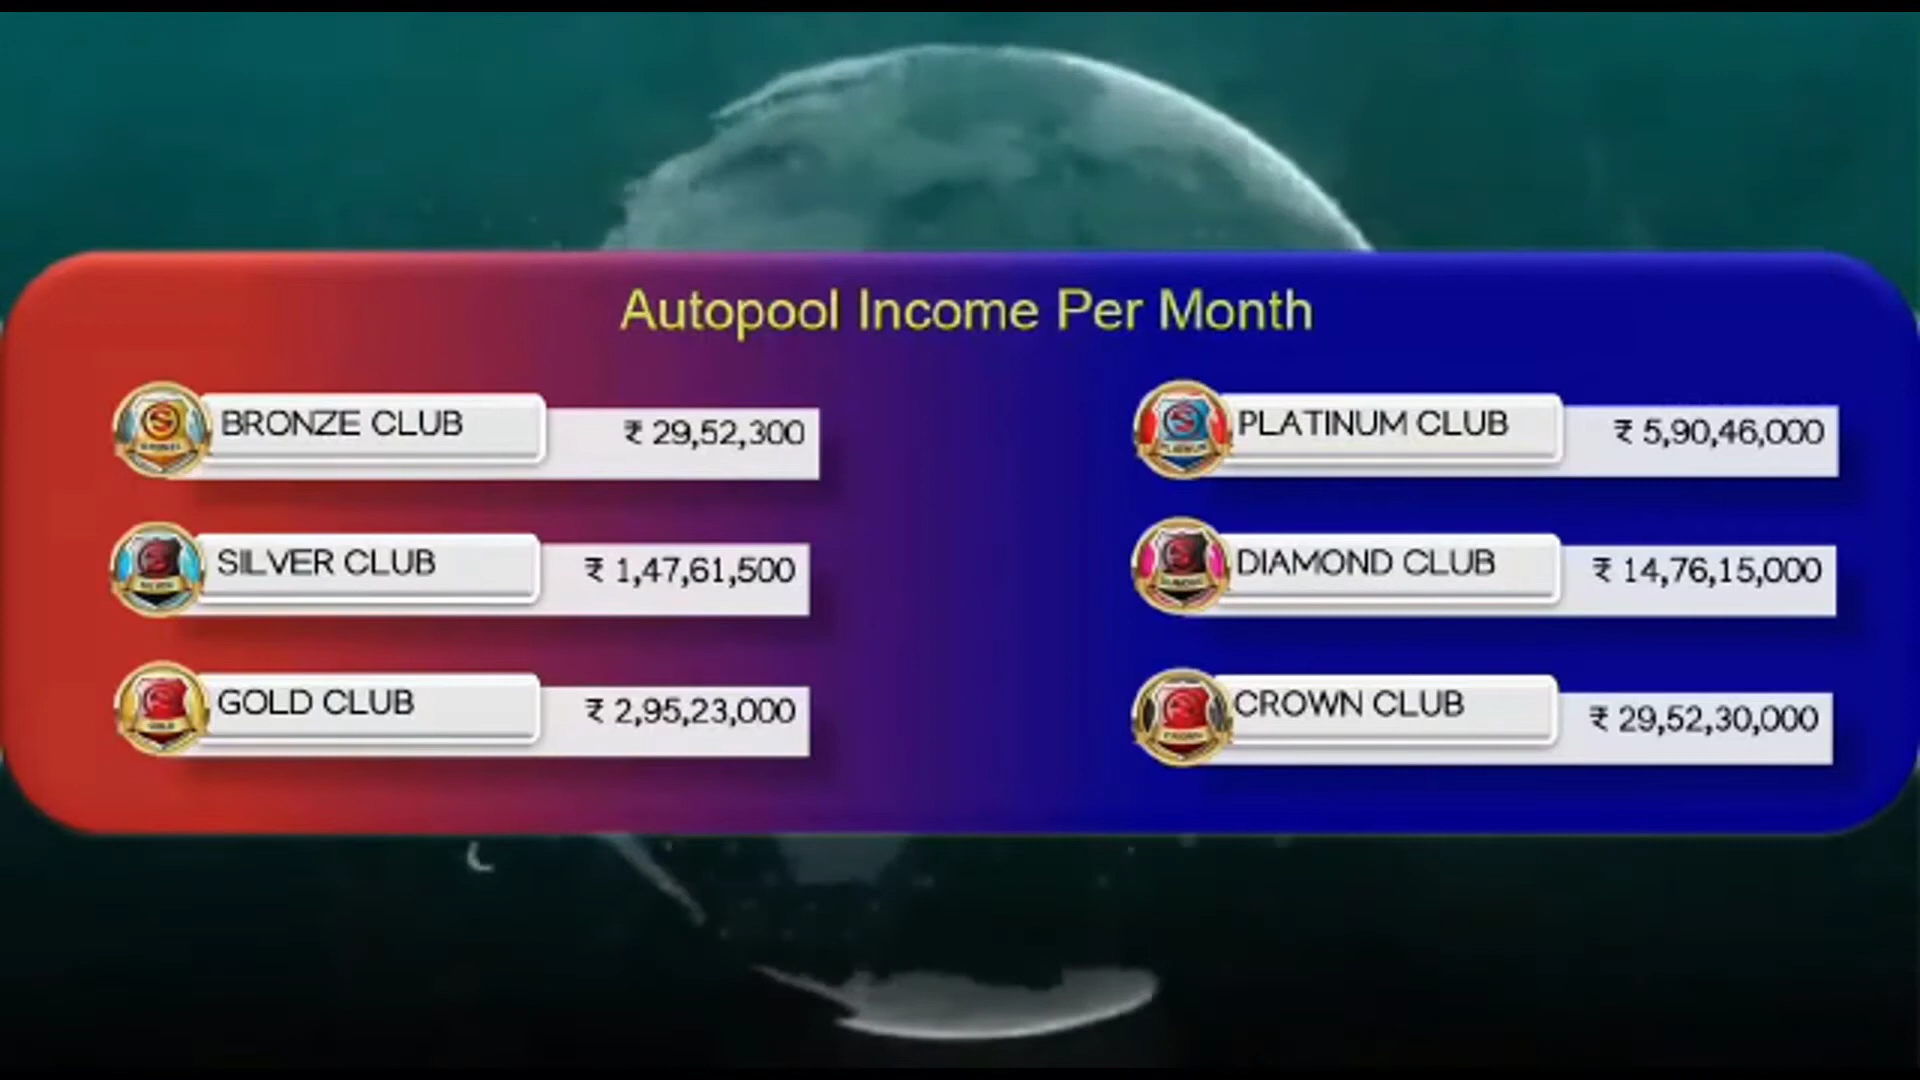 Autopool Income Per Month
BRONZE CLUB ₹ 29,52,300
SILVER CLUB ₹ 1,47,61,500
GOLD CLUB ₹ 2,95,23,000
PLATINUM CLUB ₹ 5,90,46,000
DIAMOND CLUB ₹ 14,76,15,000
CROWN CLUB ₹ 29,52,30,000